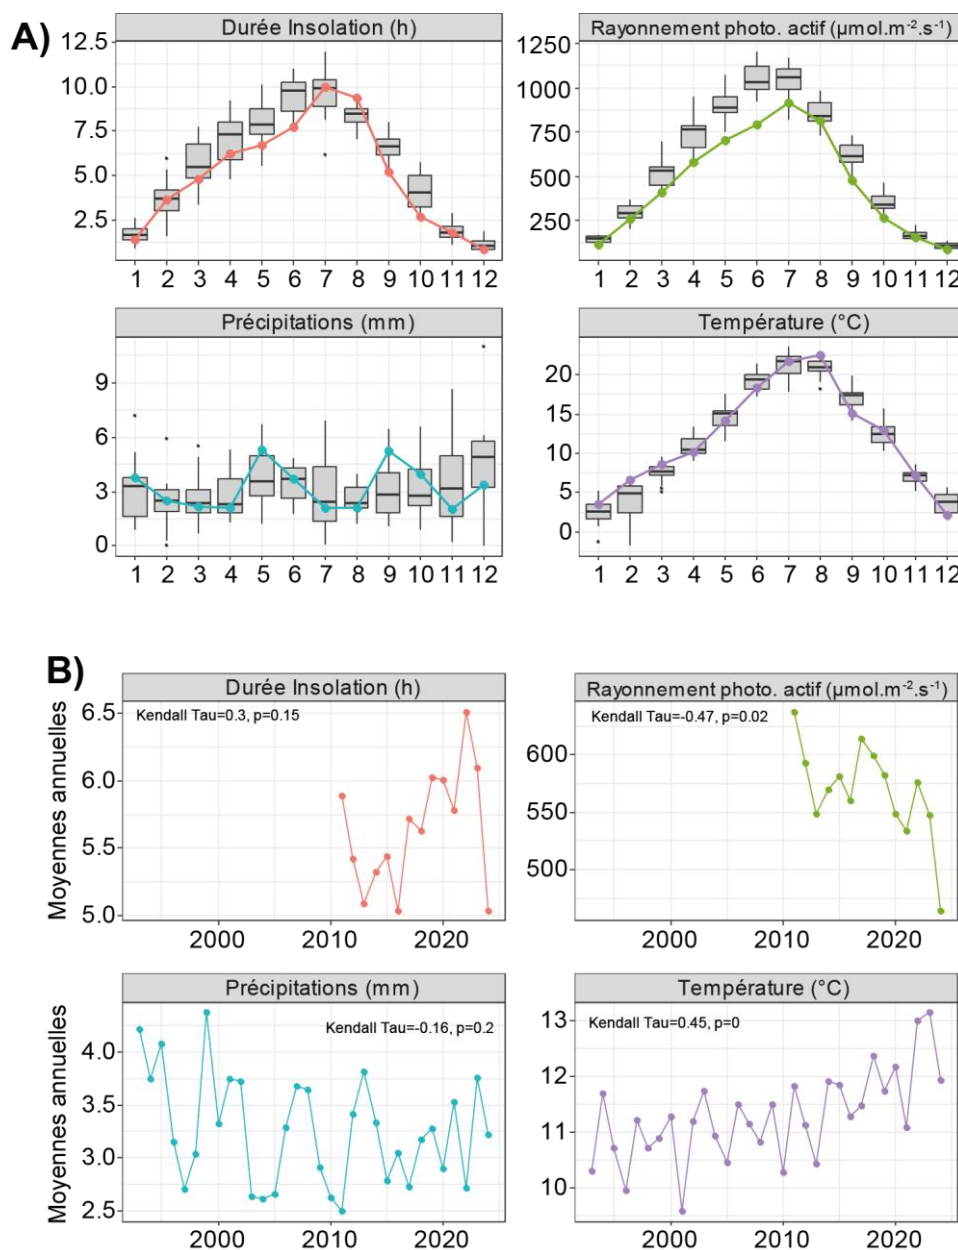 A)
Durée Insolation (h)
12.5
10.0
7.5
5.0
2.5
1 2 3 4 5 6 7 8 9 10 11 12
Rayonnement photo. actif (µmol.m⁻².s⁻¹)
1250
1000
750
500
250
1 2 3 4 5 6 7 8 9 10 11 12
Précipitations (mm)
9
6
3
0
1 2 3 4 5 6 7 8 9 10 11 12
Température (°C)
20
15
10
5
0
1 2 3 4 5 6 7 8 9 10 11 12
B)
Durée Insolation (h)
Moyennes annuelles
Kendall Tau=0.3, p=0.15
6.5
6.0
5.5
5.0
2000 2010 2020
Rayonnement photo. actif (µmol.m⁻².s⁻¹)
Kendall Tau=-0.47, p=0.02
600
550
500
2000 2010 2020
Précipitations (mm)
Moyennes annuelles
Kendall Tau=-0.16, p=0.2
4.0
3.5
3.0
2.5
2000 2010 2020
Température (°C)
Kendall Tau=0.45, p=0
13
12
11
10
2000 2010 2020